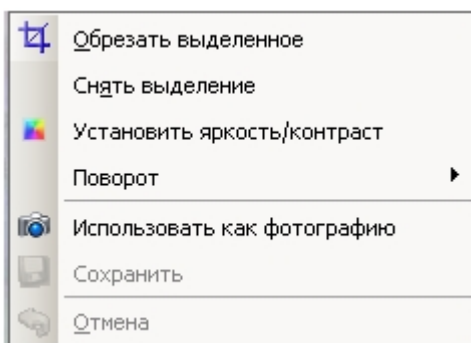 Обрезать выделенное
Снять выделение
Установить яркость/контраст
Поворот
Использовать как фотографию
Сохранить
Отмена